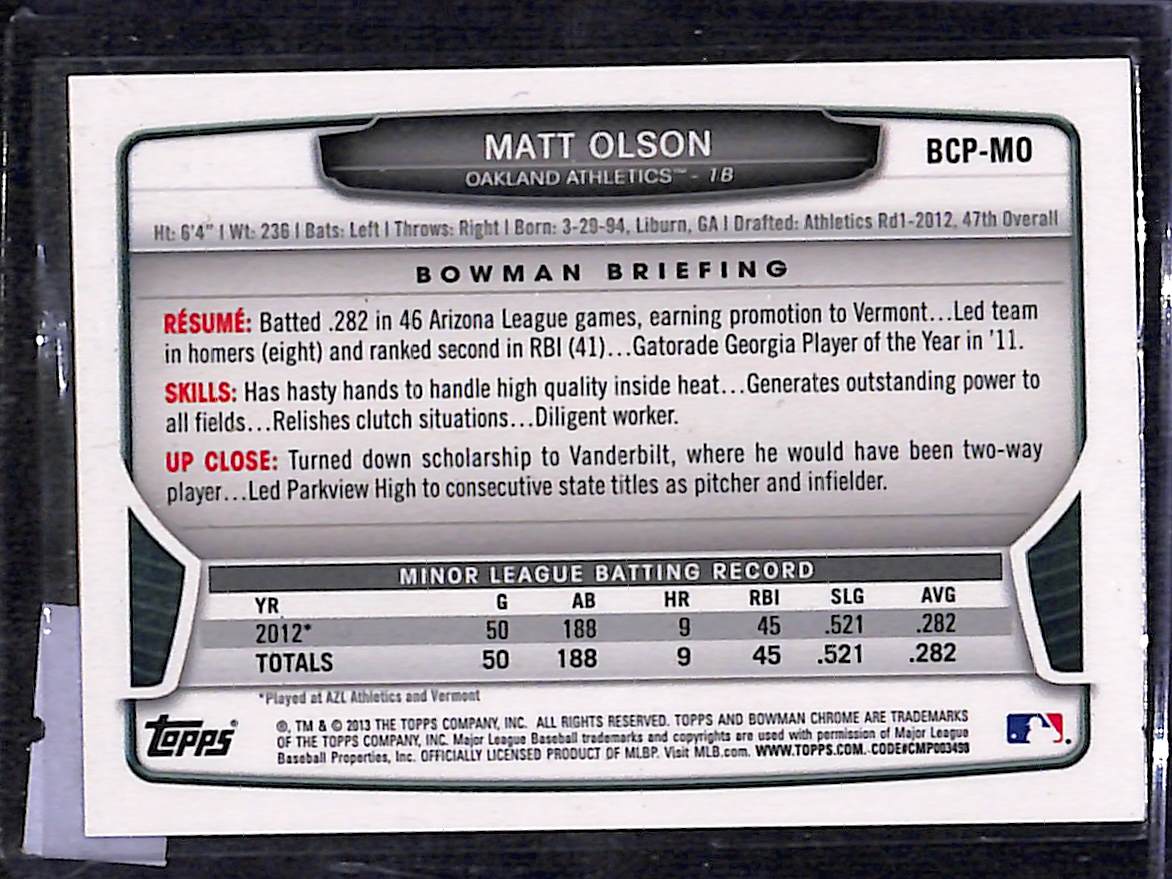 MATT OLSON
OAKLAND ATHLETICS™ - 1B
BCP-MO
Ht: 6'4" | Wt: 236 | Bats: Left | Throws: Right | Born: 3-29-94, Liburn, GA | Drafted: Athletics Rd1-2012, 47th Overall
BOWMAN BRIEFING
RÉSUMÉ: Batted .282 in 46 Arizona League games, earning promotion to Vermont...Led team
in homers (eight) and ranked second in RBI (41)...Gatorade Georgia Player of the Year in '11.
SKILLS: Has hasty hands to handle high quality inside heat...Generates outstanding power to
all fields...Relishes clutch situations...Diligent worker.
UP CLOSE: Turned down scholarship to Vanderbilt, where he would have been two-way
player...Led Parkview High to consecutive state titles as pitcher and infielder.
MINOR LEAGUE BATTING RECORD
YR G AB HR RBI SLG AVG
2012* 50 188 9 45 .521 .282
TOTALS 50 188 9 45 .521 .282
*Played at AZL Athletics and Vermont
Topps®
®, TM & © 2013 THE TOPPS COMPANY, INC. ALL RIGHTS RESERVED. TOPPS AND BOWMAN CHROME ARE TRADEMARKS
OF THE TOPPS COMPANY, INC. Major League Baseball trademarks and copyrights are used with permission of Major League
Baseball Properties, Inc. OFFICIALLY LICENSED PRODUCT OF MLBP. Visit MLB.com. WWW.TOPPS.COM. CODE#CMP003498